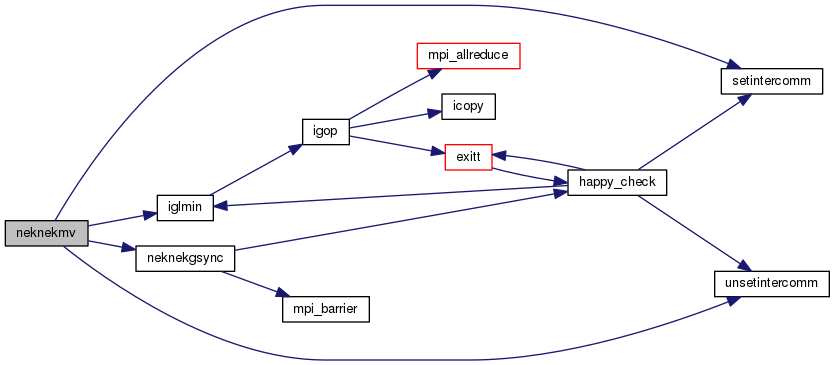 neknekmv
iglmin
neknekgsync
igop
mpi_barrier
mpi_allreduce
icopy
exitt
happy_check
setintercomm
unsetintercomm